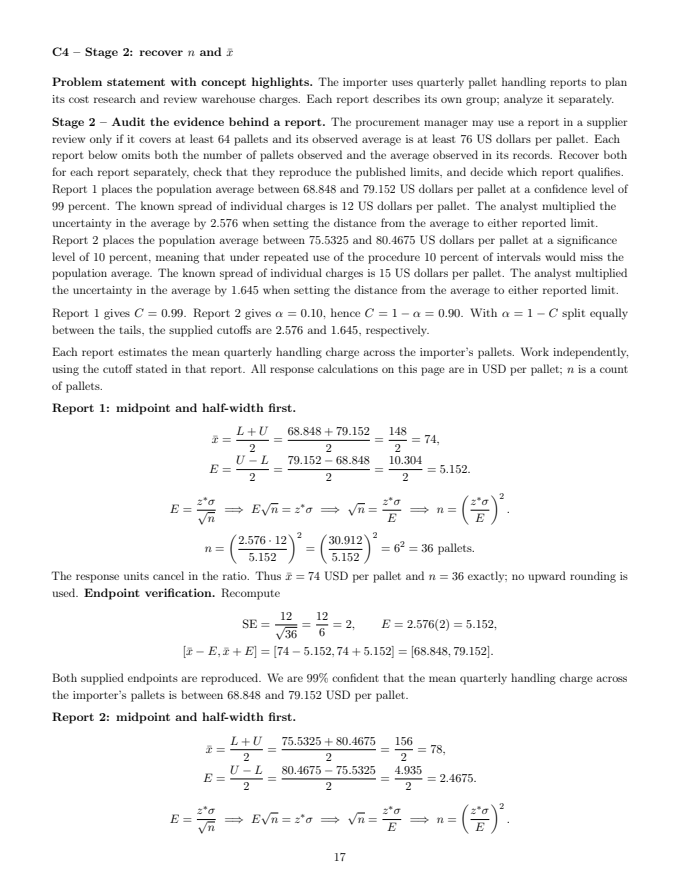 C4 – Stage 2: recover n and x̄
Problem statement with concept highlights. The importer uses quarterly pallet handling reports to plan
its cost research and review warehouse charges. Each report describes its own group; analyze it separately.
Stage 2 – Audit the evidence behind a report. The procurement manager may use a report in a supplier
review only if it covers at least 64 pallets and its observed average is at least 76 US dollars per pallet. Each
report below omits both the number of pallets observed and the average observed in its records. Recover both
for each report separately, check that they reproduce the published limits, and decide which report qualifies.
Report 1 places the population average between 68.848 and 79.152 US dollars per pallet at a confidence level of
99 percent. The known spread of individual charges is 12 US dollars per pallet. The analyst multiplied the
uncertainty in the average by 2.576 when setting the distance from the average to either reported limit.
Report 2 places the population average between 75.5325 and 80.4675 US dollars per pallet at a significance
level of 10 percent, meaning that under repeated use of the procedure 10 percent of intervals would miss the
population average. The known spread of individual charges is 15 US dollars per pallet. The analyst multiplied
the uncertainty in the average by 1.645 when setting the distance from the average to either reported limit.
Report 1 gives C = 0.99. Report 2 gives α = 0.10, hence C = 1 − α = 0.90. With α = 1 − C split equally
between the tails, the supplied cutoffs are 2.576 and 1.645, respectively.
Each report estimates the mean quarterly handling charge across the importer's pallets. Work independently,
using the cutoff stated in that report. All response calculations on this page are in USD per pallet; n is a count
of pallets.
Report 1: midpoint and half-width first.
x̄ = (L + U)/2 = (68.848 + 79.152)/2 = 148/2 = 74,
E = (U − L)/2 = (79.152 − 68.848)/2 = 10.304/2 = 5.152.
E = z*σ/√n ⟹ E√n = z*σ ⟹ √n = z*σ/E ⟹ n = (z*σ/E)².
n = (2.576 · 12/5.152)² = (30.912/5.152)² = 6² = 36 pallets.
The response units cancel in the ratio. Thus x̄ = 74 USD per pallet and n = 36 exactly; no upward rounding is
used. Endpoint verification. Recompute
SE = 12/√36 = 12/6 = 2, E = 2.576(2) = 5.152,
[x̄ − E, x̄ + E] = [74 − 5.152, 74 + 5.152] = [68.848, 79.152].
Both supplied endpoints are reproduced. We are 99% confident that the mean quarterly handling charge across
the importer's pallets is between 68.848 and 79.152 USD per pallet.
Report 2: midpoint and half-width first.
x̄ = (L + U)/2 = (75.5325 + 80.4675)/2 = 156/2 = 78,
E = (U − L)/2 = (80.4675 − 75.5325)/2 = 4.935/2 = 2.4675.
E = z*σ/√n ⟹ E√n = z*σ ⟹ √n = z*σ/E ⟹ n = (z*σ/E)².
17